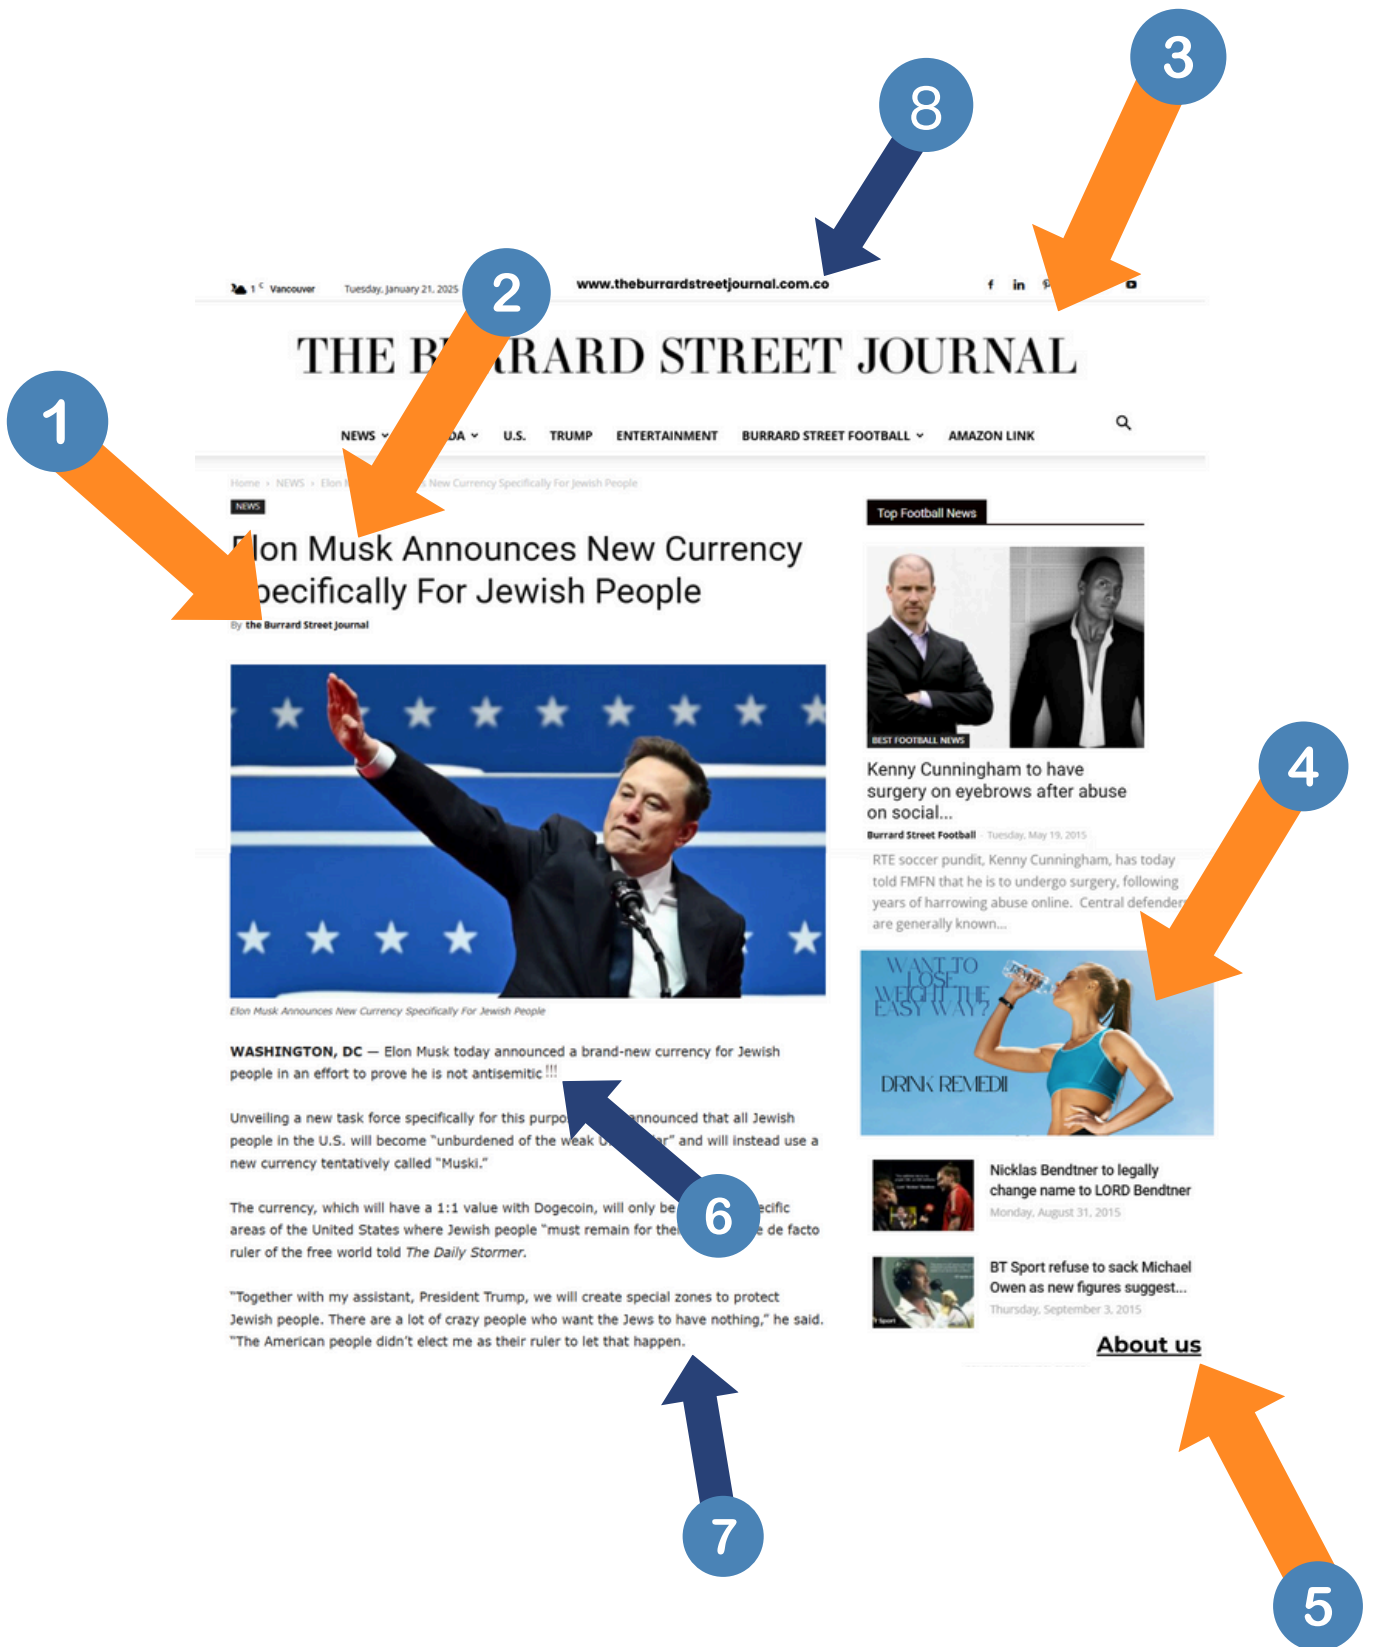 3
8
1 C Vancouver Tuesday, January 21, 2025 www.theburrardstreetjournal.com.co
2
THE BURRARD STREET JOURNAL
1
NEWS U.S. TRUMP ENTERTAINMENT BURRARD STREET FOOTBALL AMAZON LINK
Home › NEWS › Elon New Currency Specifically For Jewish People
NEWS
Elon Musk Announces New Currency
Specifically For Jewish People
By the Burrard Street Journal
Elon Musk Announces New Currency Specifically For Jewish People
WASHINGTON, DC — Elon Musk today announced a brand-new currency for Jewish
people in an effort to prove he is not antisemitic !!!
Unveiling a new task force specifically for this announced that all Jewish
people in the U.S. will become "unburdened of the weak and will instead use a
new currency tentatively called "Muski."
The currency, which will have a 1:1 value with Dogecoin, will only be
areas of the United States where Jewish people "must remain for de facto
ruler of the free world told The Daily Stormer.
"Together with my assistant, President Trump, we will create special zones to protect
Jewish people. There are a lot of crazy people who want the Jews to have nothing," he said.
"The American people didn't elect me as their ruler to let that happen.
6
7
Top Football News
BEST FOOTBALL NEWS
Kenny Cunningham to have
surgery on eyebrows after abuse
on social...
Burrard Street Football - Tuesday, May 19, 2015
RTE soccer pundit, Kenny Cunningham, has today
told FMFN that he is to undergo surgery, following
years of harrowing abuse online. Central defenders
are generally known...
4
WANT TO
LOSE
WEIGHT THE
EASY WAY?
DRINK REMEDII
Nicklas Bendtner to legally
change name to LORD Bendtner
Monday, August 31, 2015
BT Sport refuse to sack Michael
Owen as new figures suggest...
Thursday, September 3, 2015
About us
5